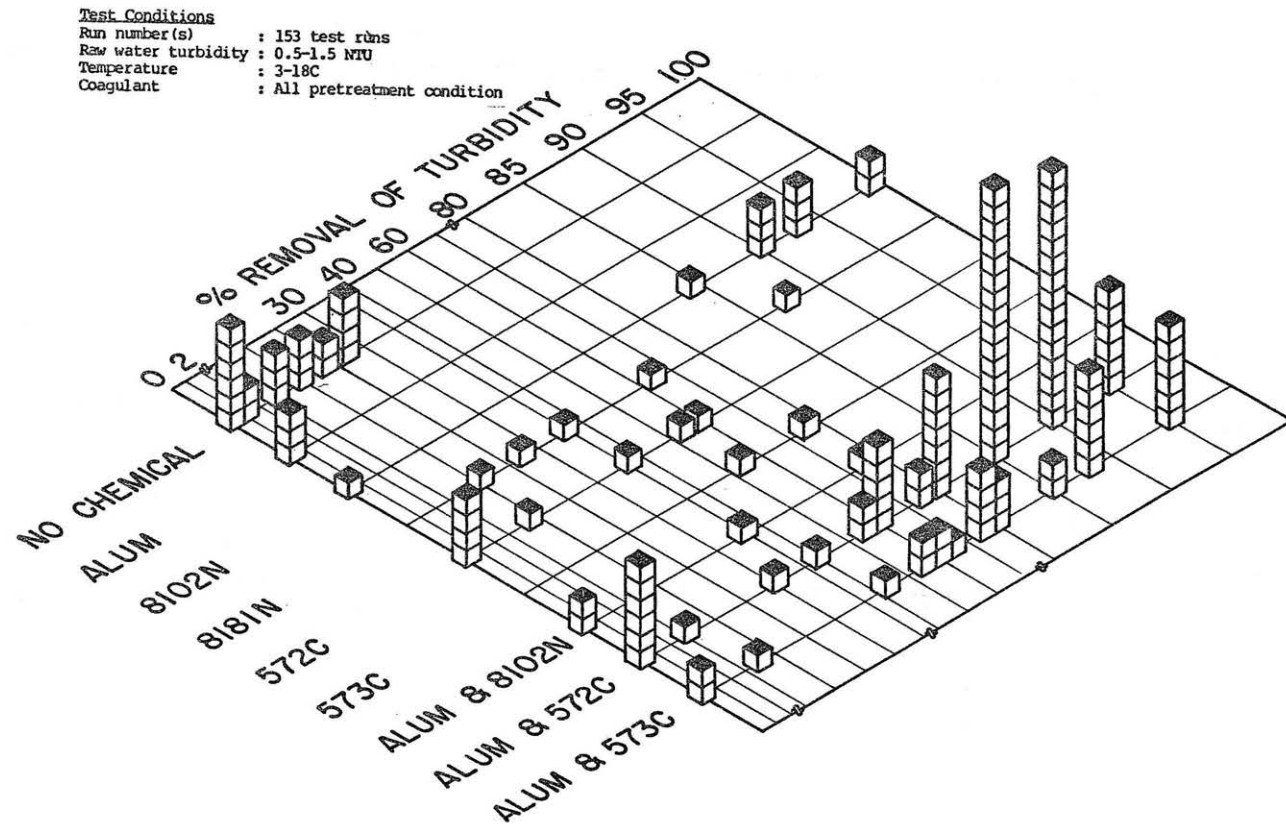 Test Conditions
Run number(s) : 153 test runs
Raw water turbidity : 0.5-1.5 NTU
Temperature : 3-18C
Coagulant : All pretreatment condition
% REMOVAL OF TURBIDITY
0 2 30 40 60 80 85 90 95 100
NO CHEMICAL
ALUM
8102N
8181N
572C
573C
ALUM & 8102N
ALUM & 572C
ALUM & 573C